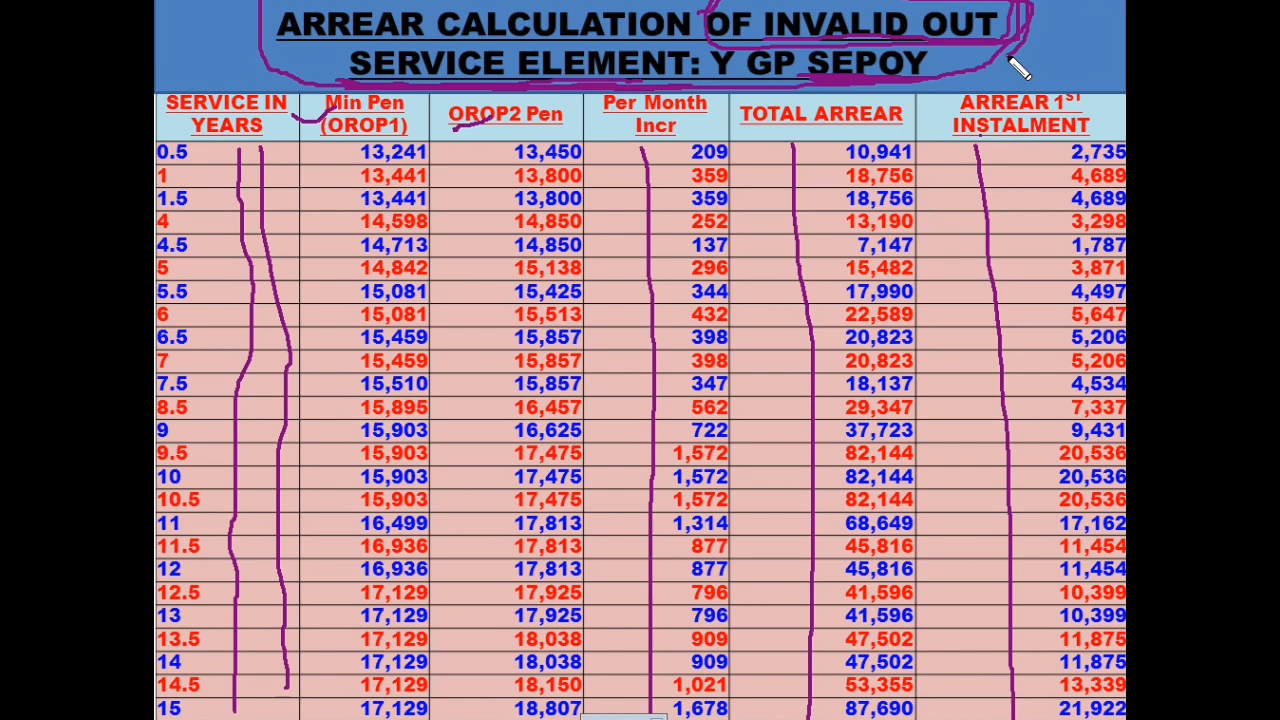 ARREAR CALCULATION OF INVALID OUT
SERVICE ELEMENT: Y GP SEPOY
SERVICE IN YEARS Min Pen (OROP1) OROP2 Pen Per Month Incr TOTAL ARREAR ARREAR 1ST INSTALMENT
0.5 13,241 13,450 209 10,941 2,735
1 13,441 13,800 359 18,756 4,689
1.5 13,441 13,800 359 18,756 4,689
4 14,598 14,850 252 13,190 3,298
4.5 14,713 14,850 137 7,147 1,787
5 14,842 15,138 296 15,482 3,871
5.5 15,081 15,425 344 17,990 4,497
6 15,081 15,513 432 22,589 5,647
6.5 15,459 15,857 398 20,823 5,206
7 15,459 15,857 398 20,823 5,206
7.5 15,510 15,857 347 18,137 4,534
8.5 15,895 16,457 562 29,347 7,337
9 15,903 16,625 722 37,723 9,431
9.5 15,903 17,475 1,572 82,144 20,536
10 15,903 17,475 1,572 82,144 20,536
10.5 15,903 17,475 1,572 82,144 20,536
11 16,499 17,813 1,314 68,649 17,162
11.5 16,936 17,813 877 45,816 11,454
12 16,936 17,813 877 45,816 11,454
12.5 17,129 17,925 796 41,596 10,399
13 17,129 17,925 796 41,596 10,399
13.5 17,129 18,038 909 47,502 11,875
14 17,129 18,038 909 47,502 11,875
14.5 17,129 18,150 1,021 53,355 13,339
15 17,129 18,807 1,678 87,690 21,922